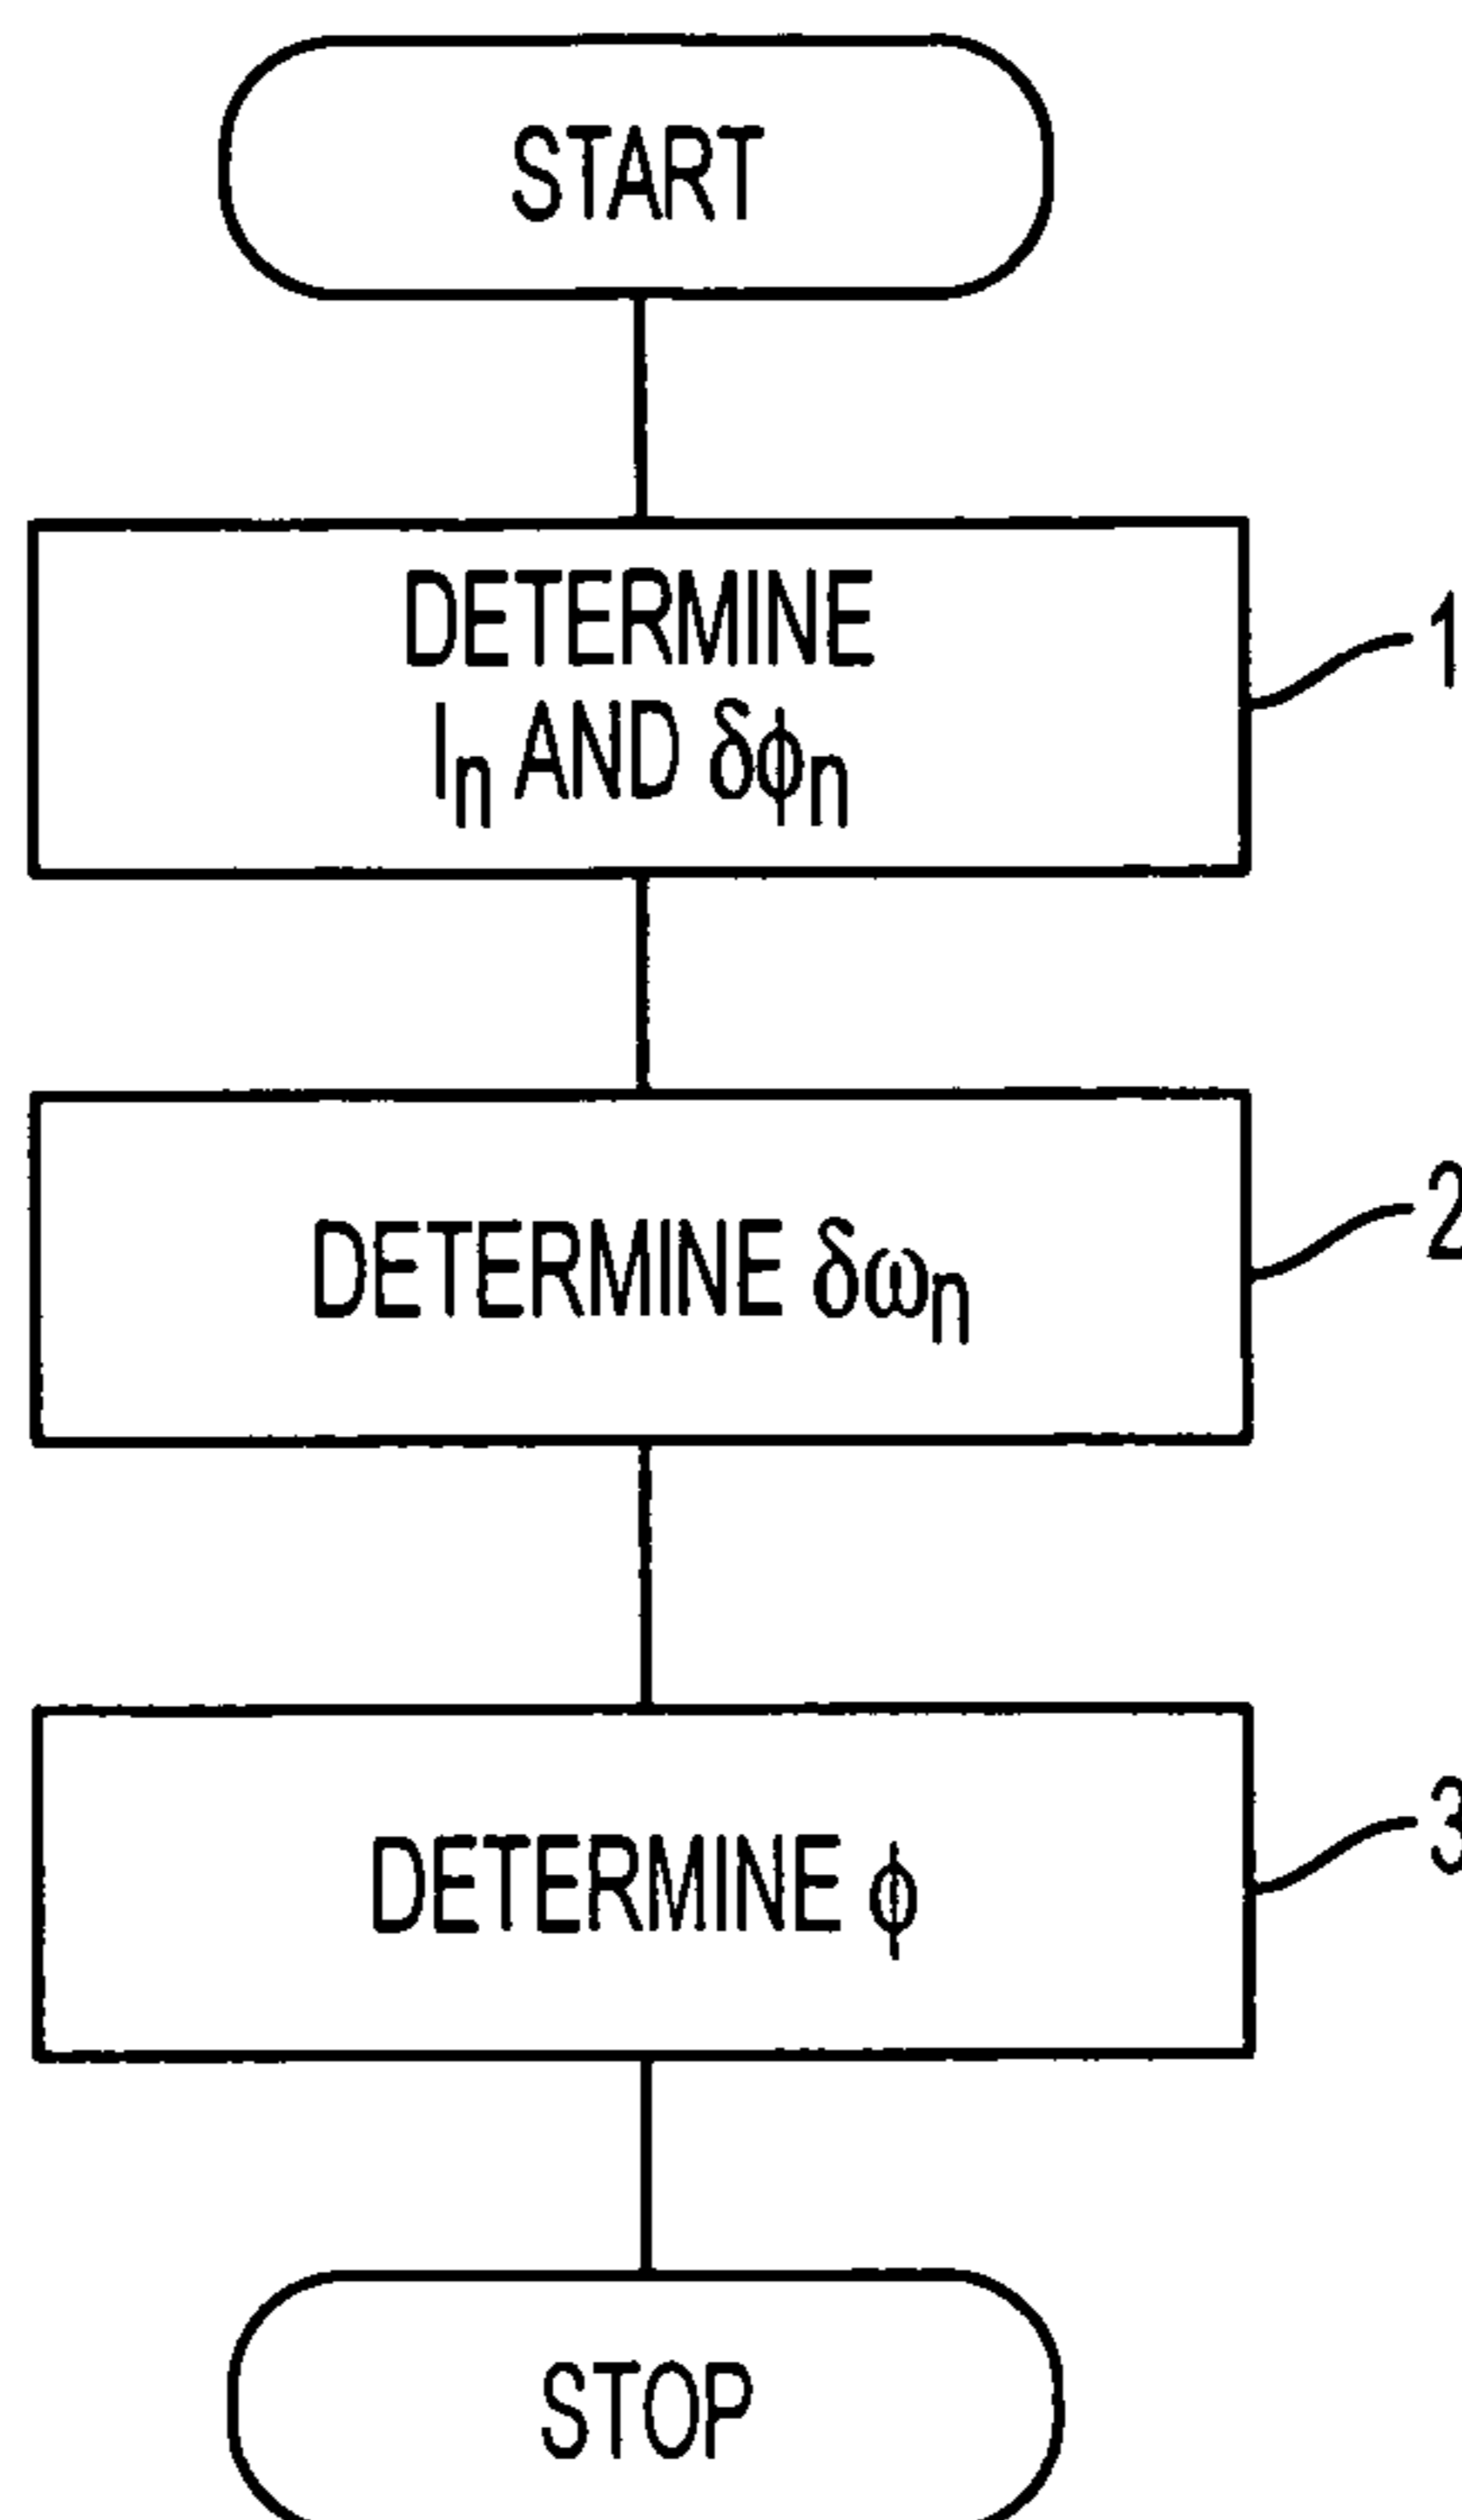 START
DETERMINE
Iₙ AND δϕₙ
1
DETERMINE δωₙ
2
DETERMINE ϕ
3
STOP